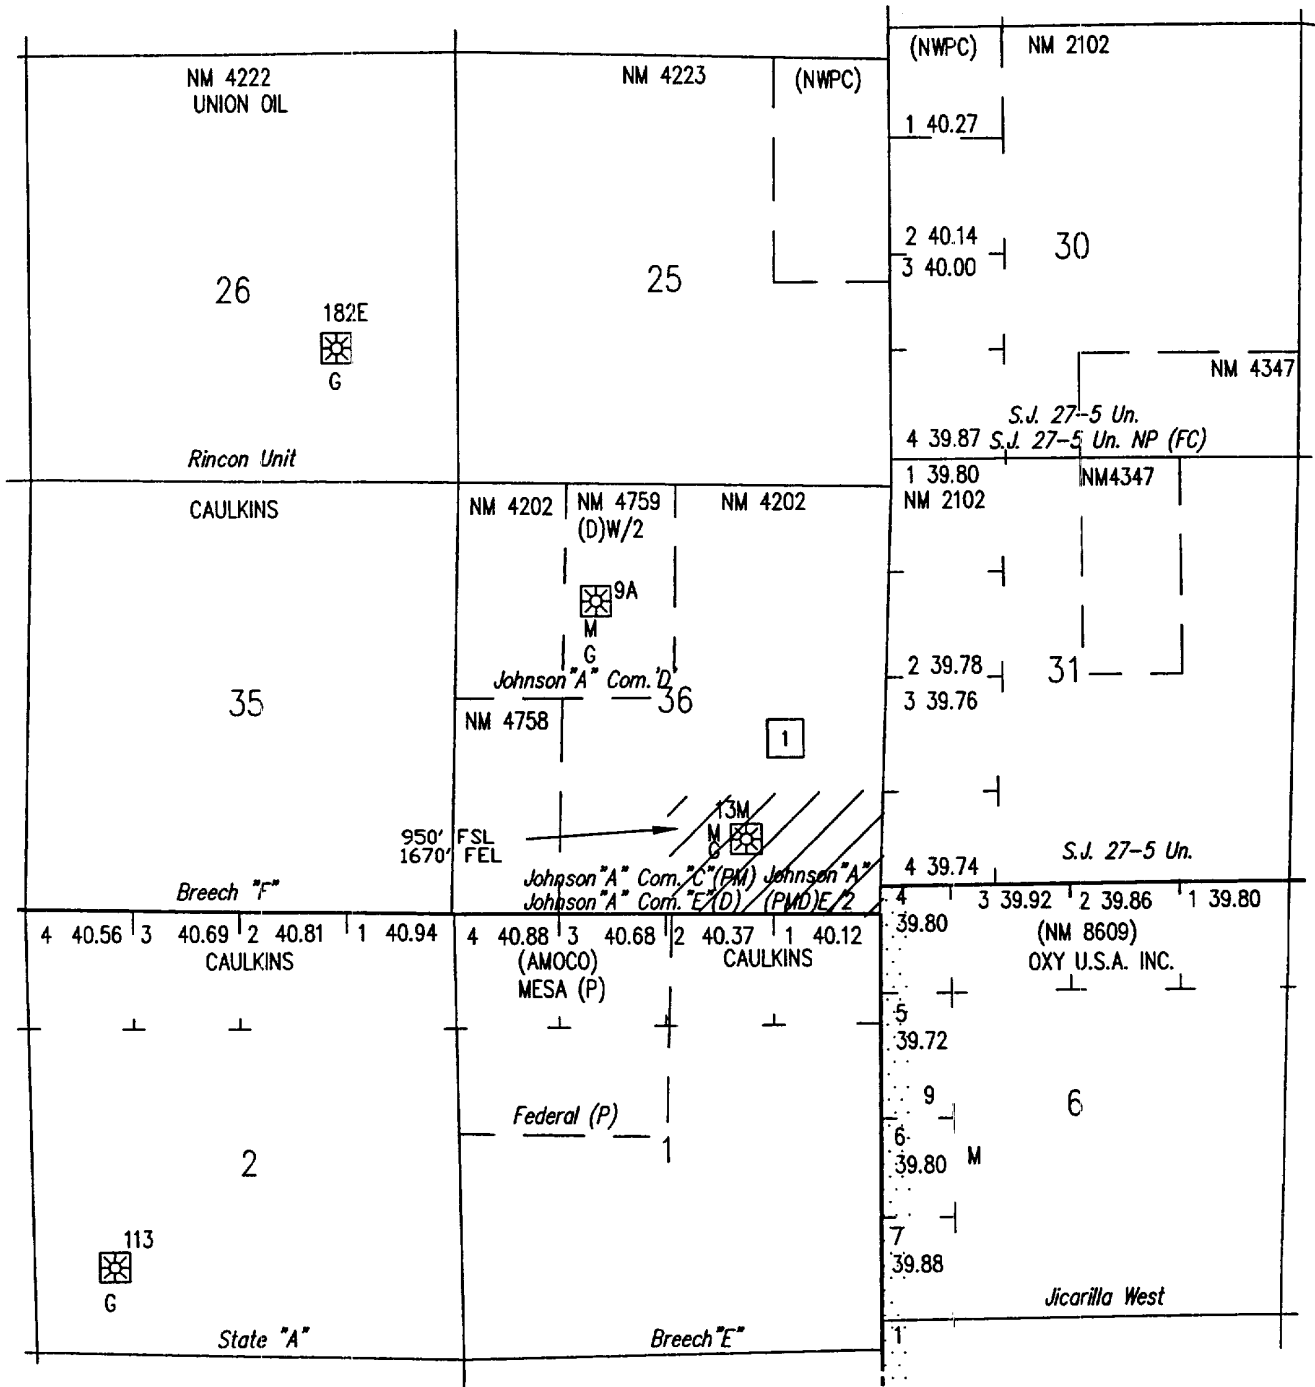 NM 4222
UNION OIL
NM 4223
(NWPC)
(NWPC)
NM 2102
1 40.27
2 40.14
3 40.00
30
26
25
182E
G
NM 4347
S.J. 27-5 Un.
4 39.87 S.J. 27-5 Un. NP (FC)
Rincon Unit
1 39.80
NM4347
CAULKINS
NM 4202
NM 4759
(D)W/2
NM 4202
NM 2102
9A
M
G
Johnson "A" Com. 'D'
35
36
NM 4758
2 39.78
3 39.76
31
1
13M
M
G
950' FSL
1670' FEL
S.J. 27-5 Un.
4 39.74
Johnson "A" Com. "C" (PM) Johnson "A"
Johnson "A" Com. "E" (D) (PMD)E/2
Breech "F"
4 40.56 3 40.69 2 40.81 1 40.94
CAULKINS
4 40.88 3 40.68 2 40.37 1 40.12
(AMOCO)
MESA (P)
CAULKINS
4
39.80
3 39.92 2 39.86 1 39.80
(NM 8609)
OXY U.S.A. INC.
5
39.72
9
6
39.80
M
6
Federal (P)
1
2
7
39.88
113
G
Jicarilla West
State "A"
Breech "E"
1